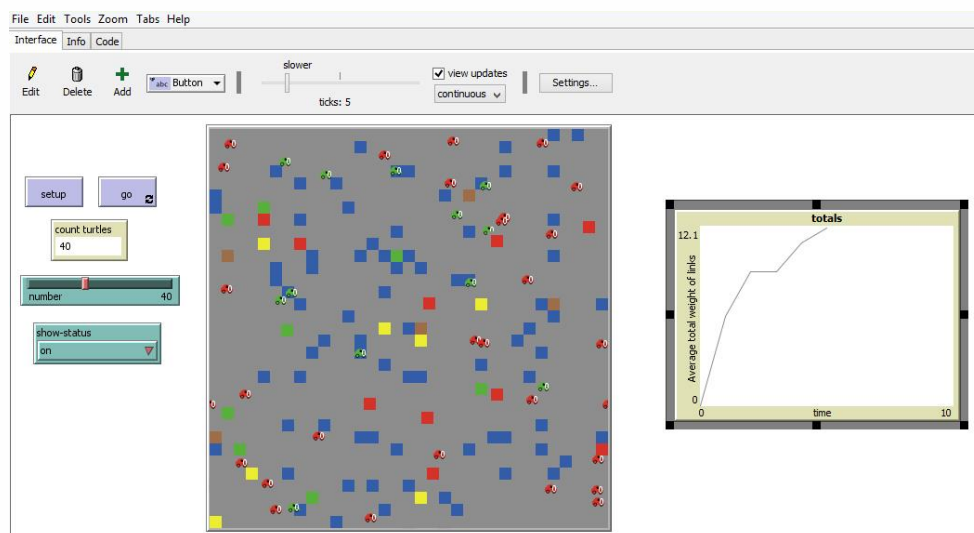 File Edit Tools Zoom Tabs Help
Interface Info Code
Edit Delete Add abc Button slower ticks: 5 view updates continuous Settings...
setup go
count turtles
40
number 40
show-status
on
totals
12.1
Average total weight of links
0
0 time 10